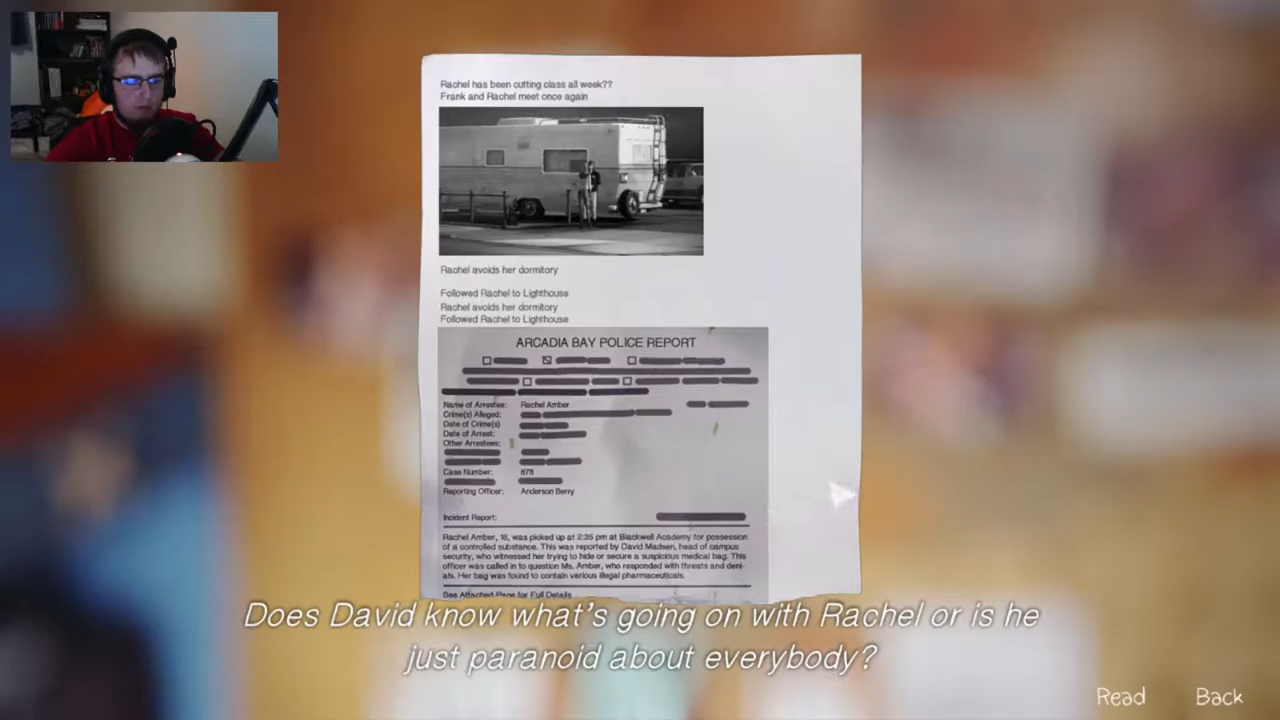 Rachel has been cutting class all week??
Frank and Rachel meet once again
Rachel avoids her dormitory
Followed Rachel to Lighthouse
Rachel avoids her dormitory
Followed Rachel to Lighthouse
ARCADIA BAY POLICE REPORT
Name of Arrestee: Rachel Amber
Crime(s) Alleged:
Date of Crime(s)
Date of Arrest:
Other Arrestees:
Case Number: 678
Reporting Officer: Anderson Berry
Incident Report:
Rachel Amber, 18, was picked up at 2:35 pm at Blackwell Academy for possession
of a controlled substance. This was reported by David Madsen, head of campus
security, who witnessed her trying to hide or secure a suspicious medical bag. This
officer was called in to question Ms. Amber, who responded with threats and deni-
als. Her bag was found to contain various illegal pharmaceuticals.
See Attached Page for Full Details
Does David know what's going on with Rachel or is he
just paranoid about everybody?
Read Back